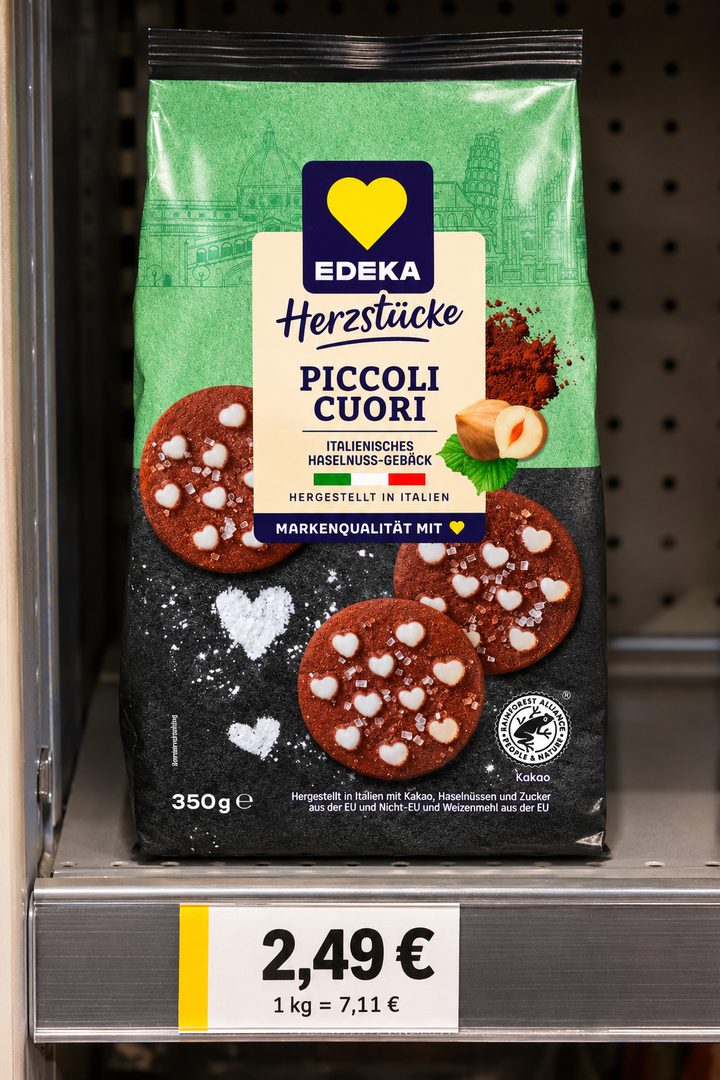 EDEKA
Herzstücke
PICCOLI
CUORI
ITALIENISCHES
HASELNUSS-GEBÄCK
HERGESTELLT IN ITALIEN
MARKENQUALITÄT MIT
RAINFOREST ALLIANCE
PEOPLE & NATURE
®
Kakao
350g ℮
Hergestellt in Italien mit Kakao, Haselnüssen und Zucker
aus der EU und Nicht-EU und Weizenmehl aus der EU
2,49 €
1 kg = 7,11 €